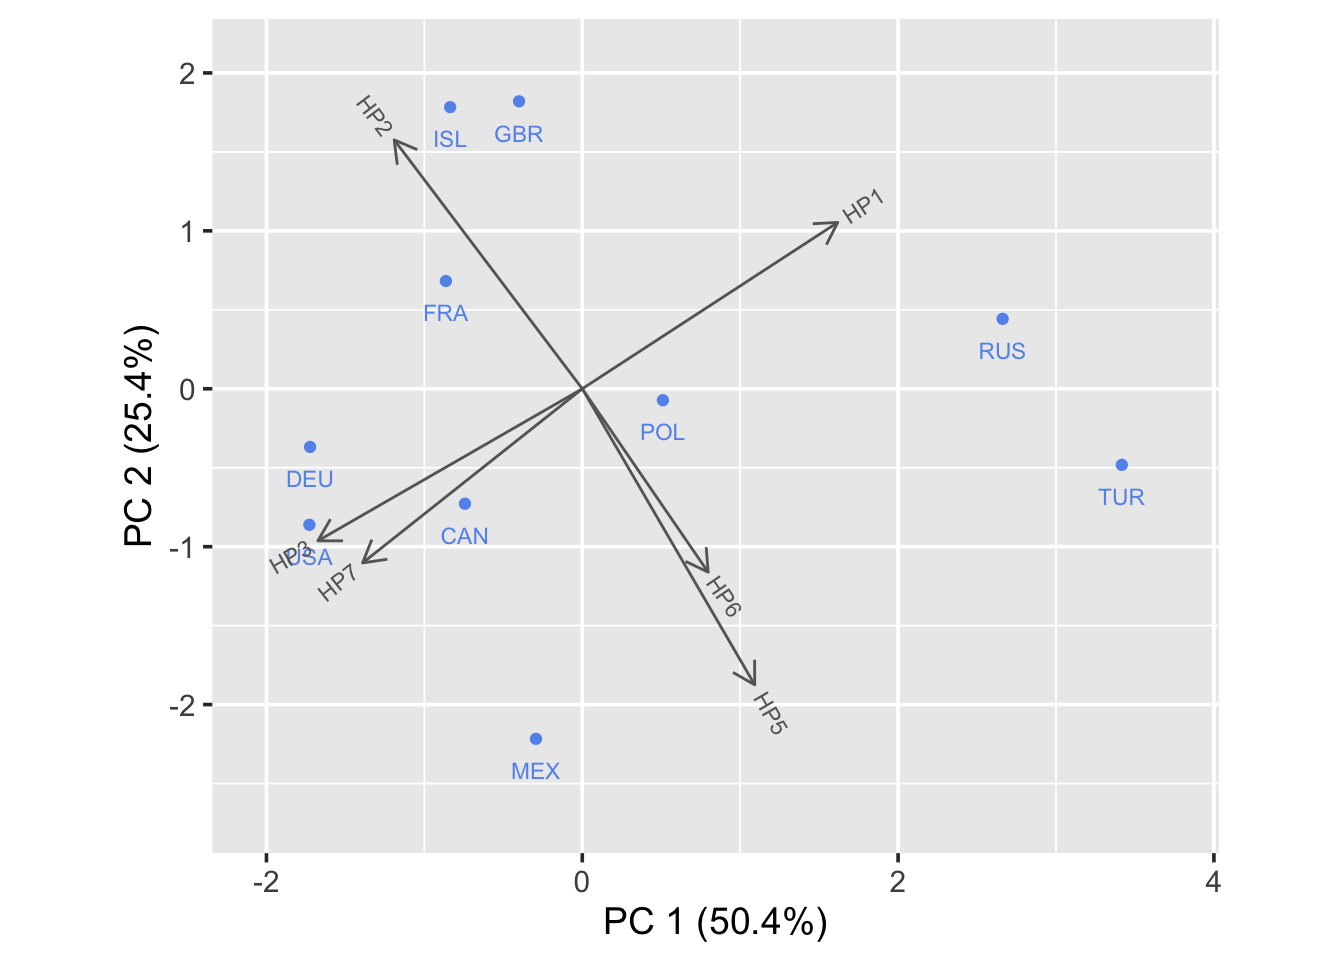 2
HP2
ISL
GBR
HP1
1
FRA
RUS
0
POL
DEU
TUR
CAN
-1
HP3
USA
HP7
HP6
-2
HP5
MEX
-2
0
2
4
PC 1 (50.4%)
PC 2 (25.4%)